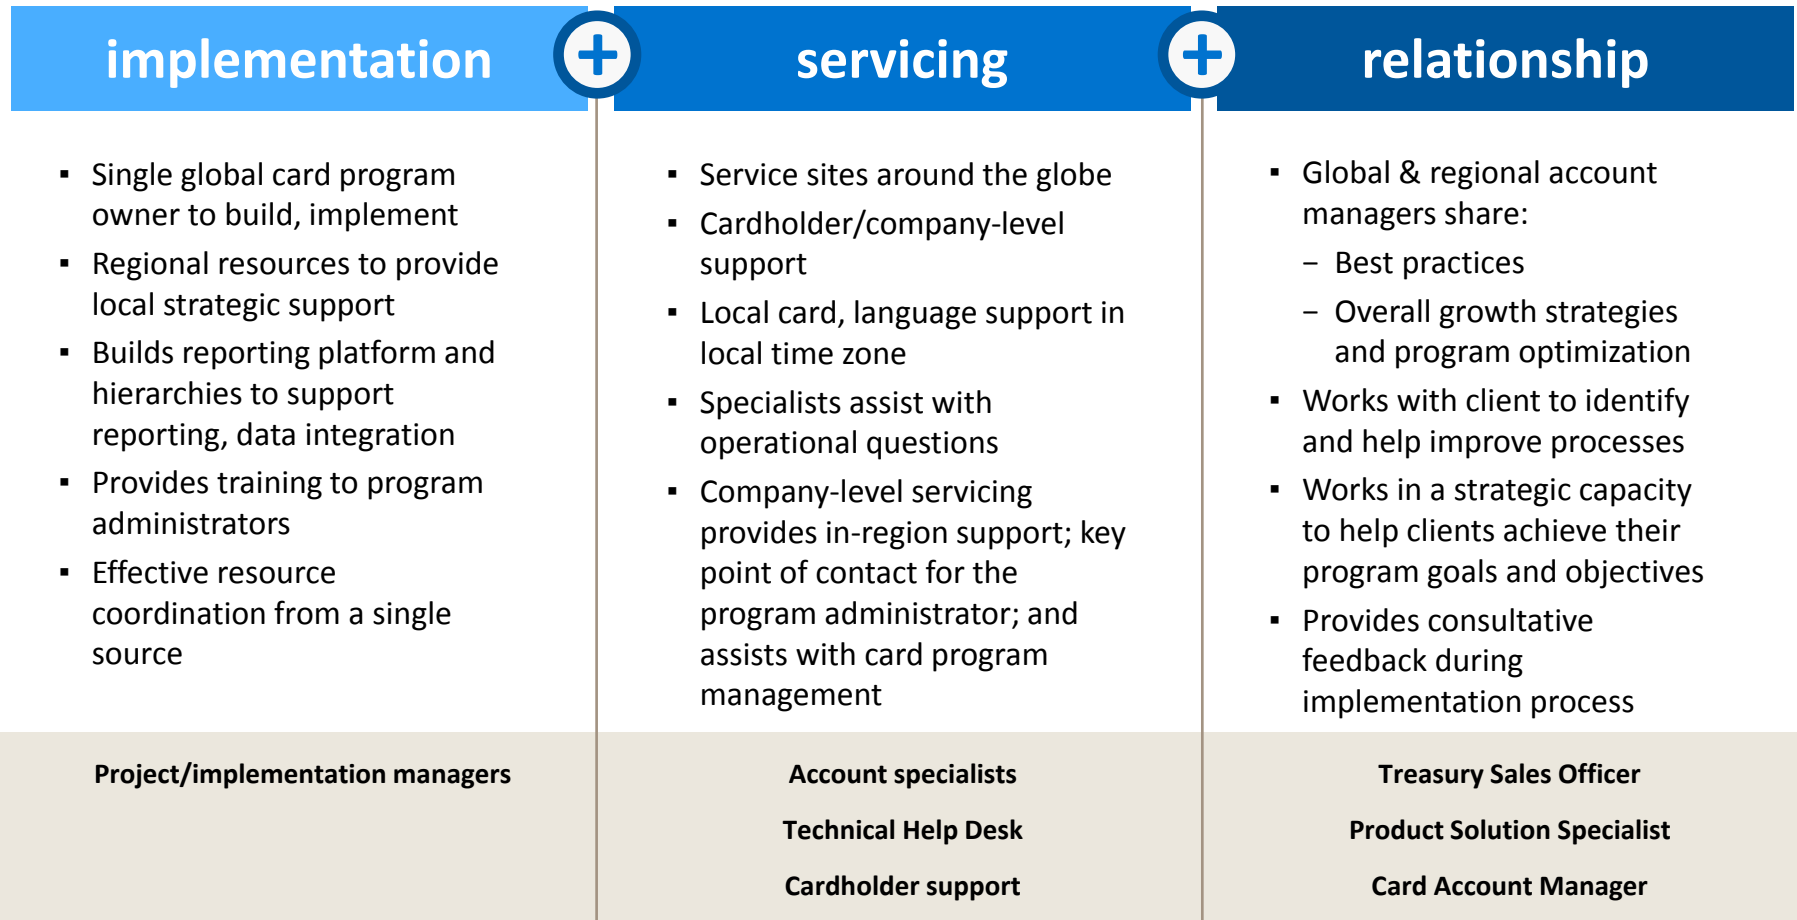 implementation
▪ Single global card program
owner to build, implement
▪ Regional resources to provide
local strategic support
▪ Builds reporting platform and
hierarchies to support
reporting, data integration
▪ Provides training to program
administrators
▪ Effective resource
coordination from a single
source
Project/implementation managers
servicing
▪ Service sites around the globe
▪ Cardholder/company-level
support
▪ Local card, language support in
local time zone
▪ Specialists assist with
operational questions
▪ Company-level servicing
provides in-region support; key
point of contact for the
program administrator; and
assists with card program
management
Account specialists
Technical Help Desk
Cardholder support
relationship
▪ Global & regional account
managers share:
− Best practices
− Overall growth strategies
and program optimization
▪ Works with client to identify
and help improve processes
▪ Works in a strategic capacity
to help clients achieve their
program goals and objectives
▪ Provides consultative
feedback during
implementation process
Treasury Sales Officer
Product Solution Specialist
Card Account Manager